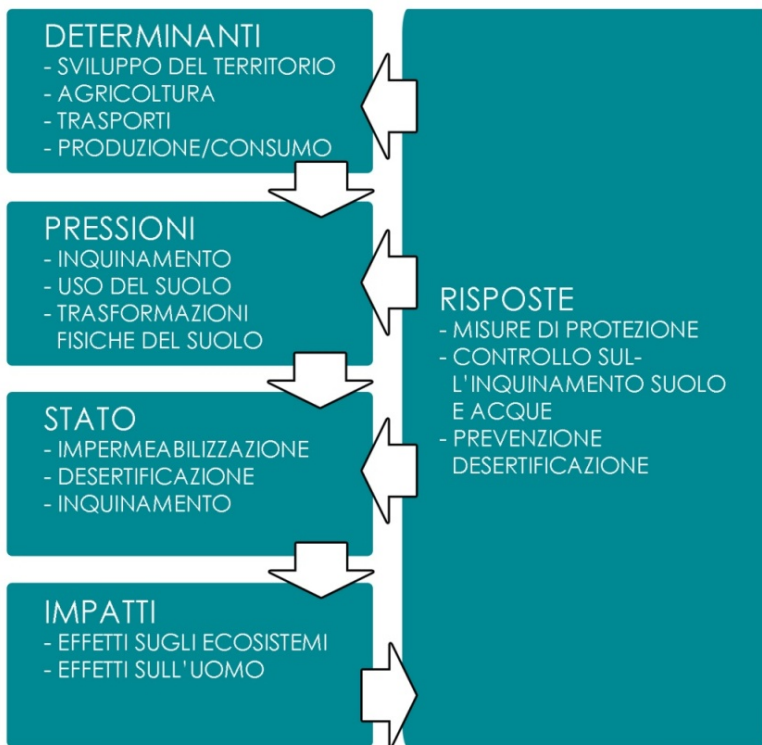 DETERMINANTI
- SVILUPPO DEL TERRITORIO
- AGRICOLTURA
- TRASPORTI
- PRODUZIONE/CONSUMO
PRESSIONI
- INQUINAMENTO
- USO DEL SUOLO
- TRASFORMAZIONI
FISICHE DEL SUOLO
STATO
- IMPERMEABILIZZAZIONE
- DESERTIFICAZIONE
- INQUINAMENTO
IMPATTI
- EFFETTI SUGLI ECOSISTEMI
- EFFETTI SULL'UOMO
RISPOSTE
- MISURE DI PROTEZIONE
- CONTROLLO SUL-
L'INQUINAMENTO SUOLO
E ACQUE
- PREVENZIONE
DESERTIFICAZIONE